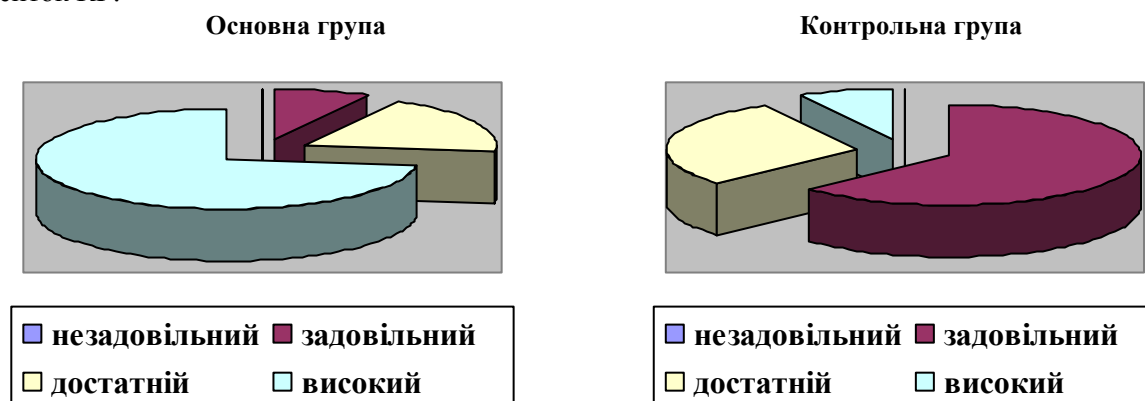 Основна група
Контрольна група
незадовільний задовільний
достатній високий
незадовільний задовільний
достатній високий